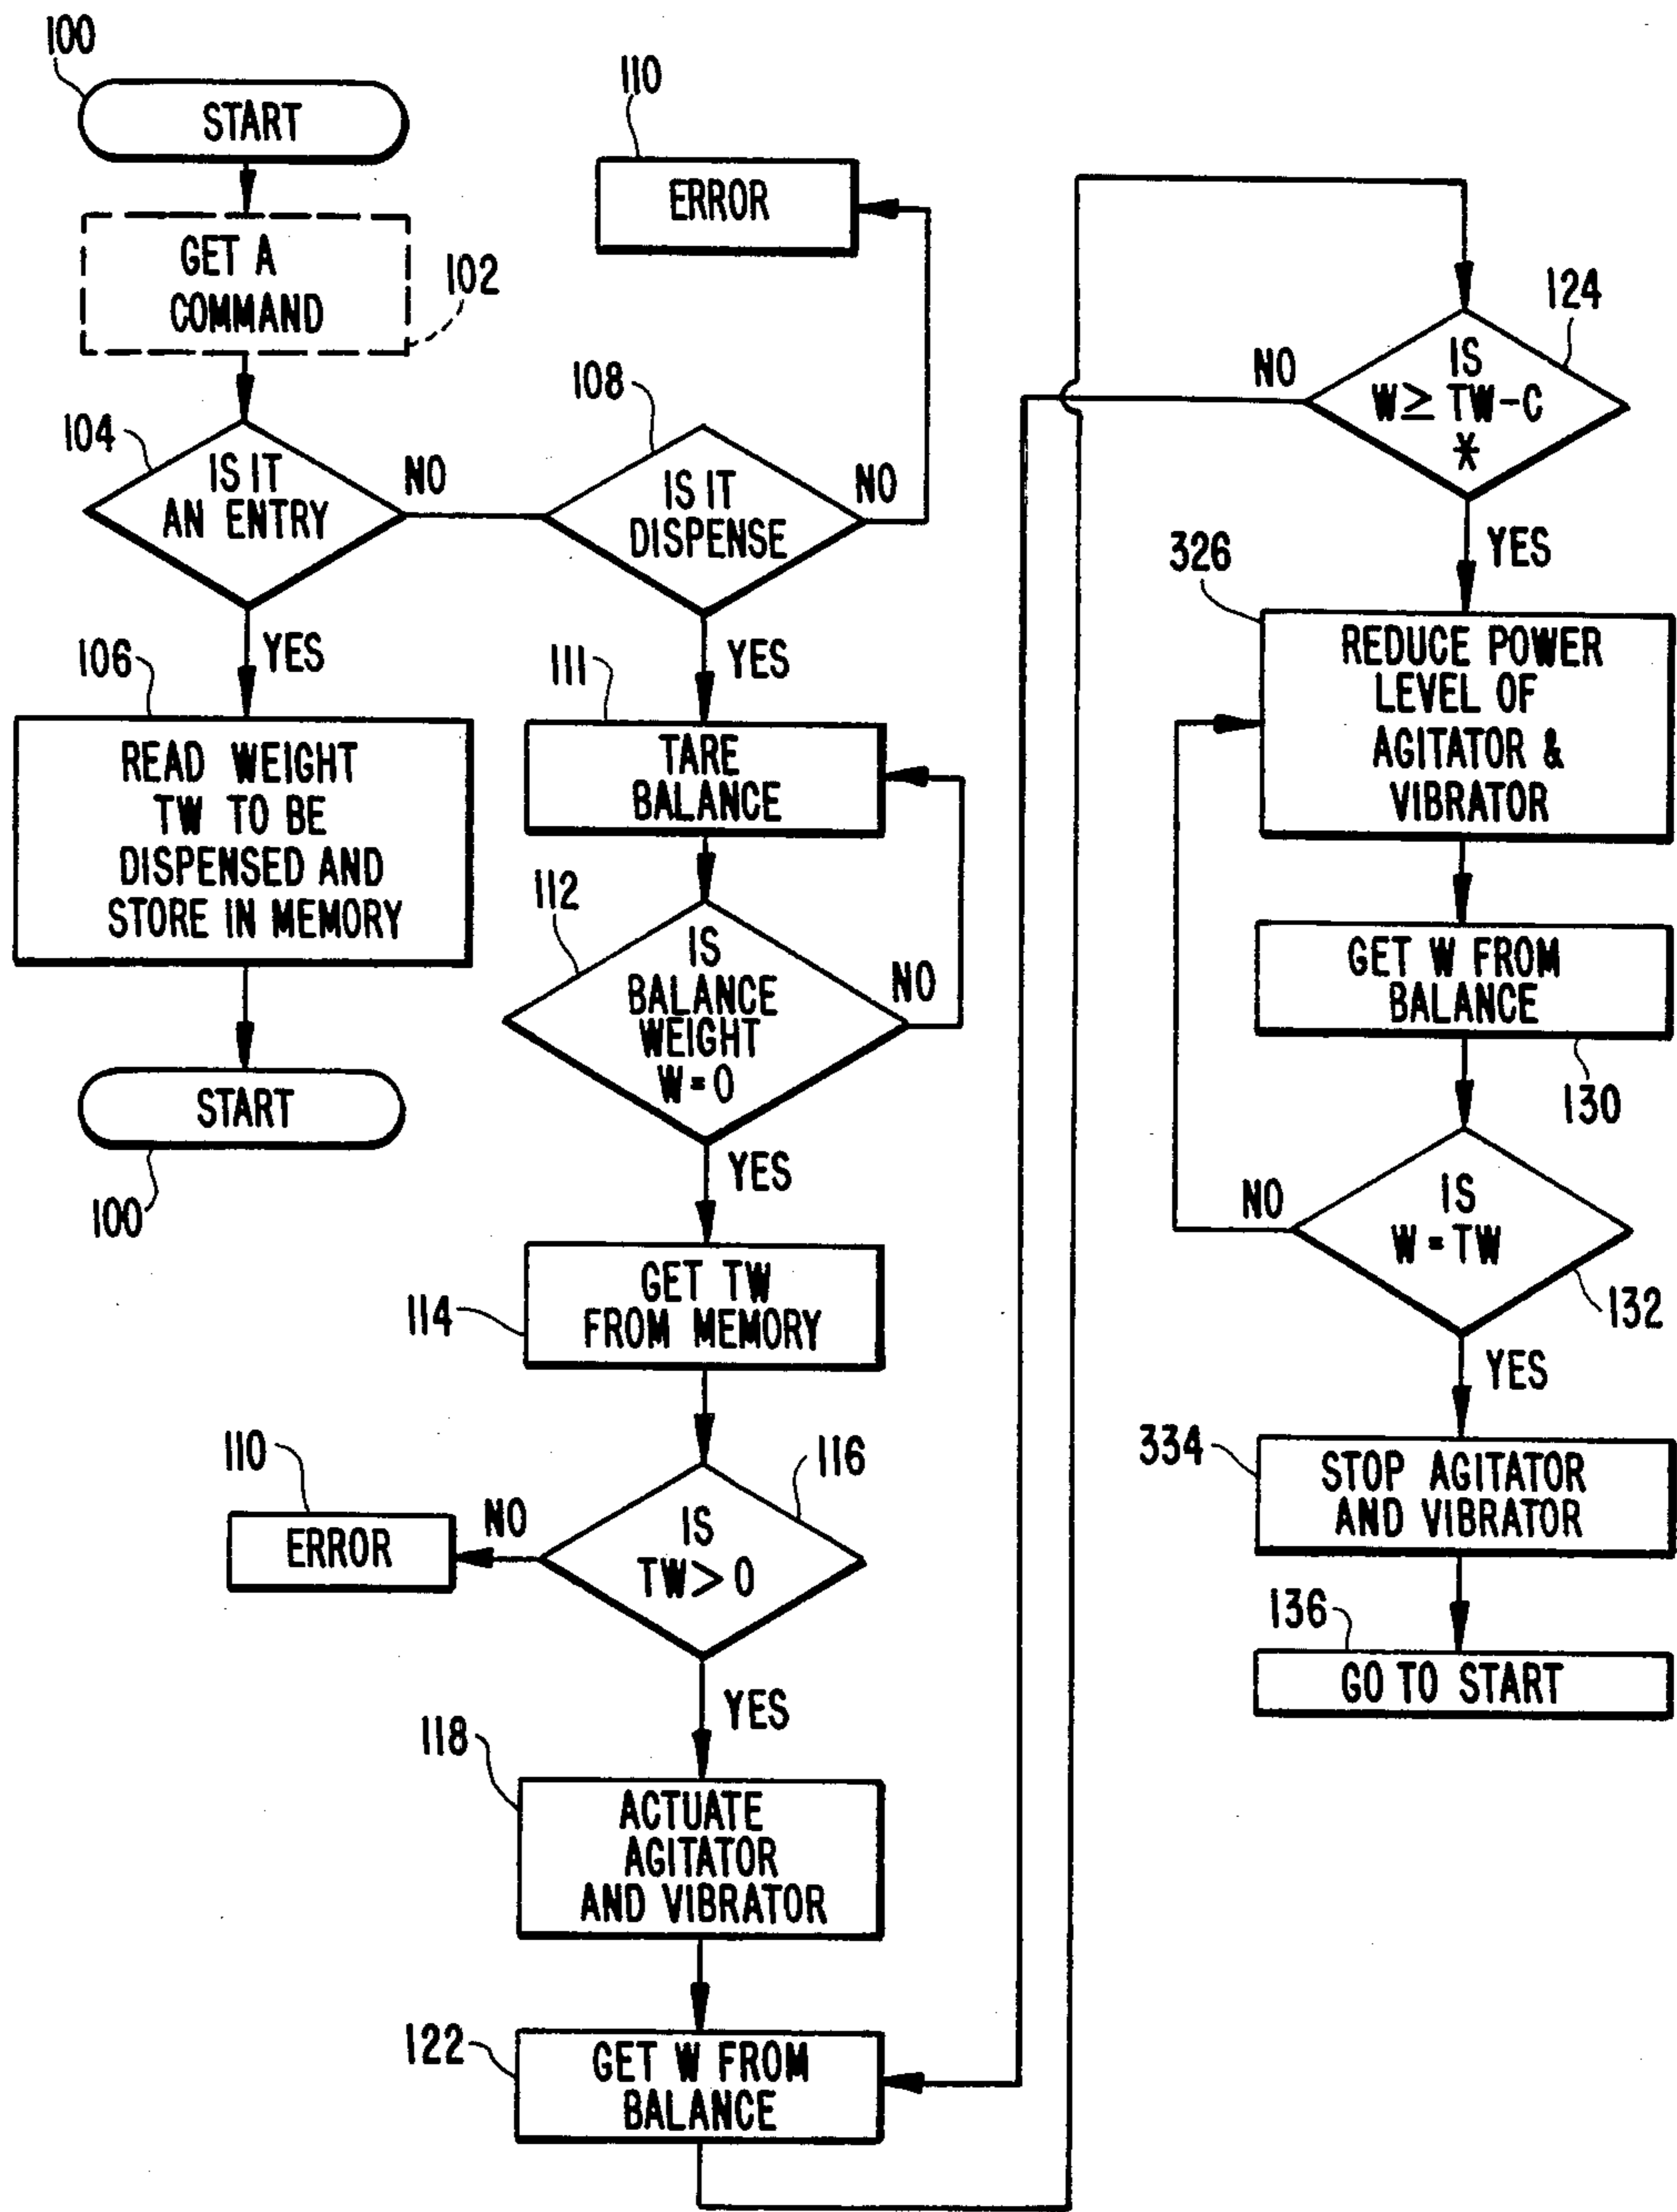 100
START
GET A
COMMAND
102
104
IS IT
AN ENTRY
NO
YES
106
READ WEIGHT
TW TO BE
DISPENSED AND
STORE IN MEMORY
START
100
110
ERROR
108
IS IT
DISPENSE
NO
YES
111
TARE
BALANCE
112
IS
BALANCE
WEIGHT
W = 0
NO
YES
114
GET TW
FROM MEMORY
116
IS
TW > 0
NO
110
ERROR
YES
118
ACTUATE
AGITATOR
AND VIBRATOR
122
GET W FROM
BALANCE
124
IS
W ≥ TW-C
*
NO
YES
326
REDUCE POWER
LEVEL OF
AGITATOR &
VIBRATOR
GET W FROM
BALANCE
130
IS
W = TW
NO
132
YES
334
STOP AGITATOR
AND VIBRATOR
136
GO TO START